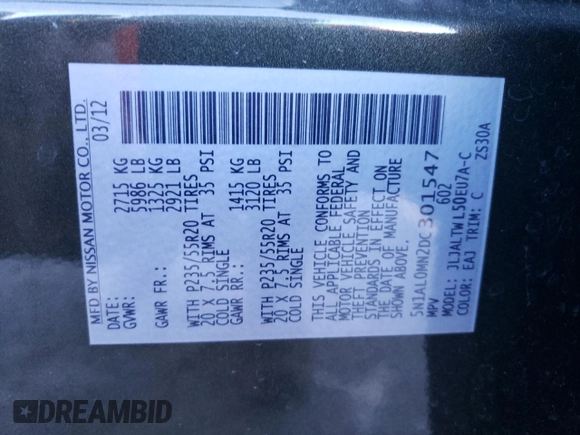 MFD BY NISSAN MOTOR CO., LTD.
DATE: 03/12
GVWR: 2715 KG
5986 LB
GAWR FR.: 1325 KG
2921 LB
WITH P235/55R20 TIRES
20 X 7.5 RIMS AT 35 PSI
COLD SINGLE
GAWR RR.: 1415 KG
3120 LB
WITH P235/55R20 TIRES
20 X 7.5 RIMS AT 35 PSI
COLD SINGLE
THIS VEHICLE CONFORMS TO
ALL APPLICABLE FEDERAL
MOTOR VEHICLE SAFETY AND
THEFT PREVENTION
STANDARDS IN EFFECT ON
THE DATE OF MANUFACTURE
SHOWN ABOVE.
5N1AL0MN2DC301547
MPV 602
MODEL: JLJALTWL50EU7A-C
COLOR: EAJ TRIM: C ZS30A
DREAMBID